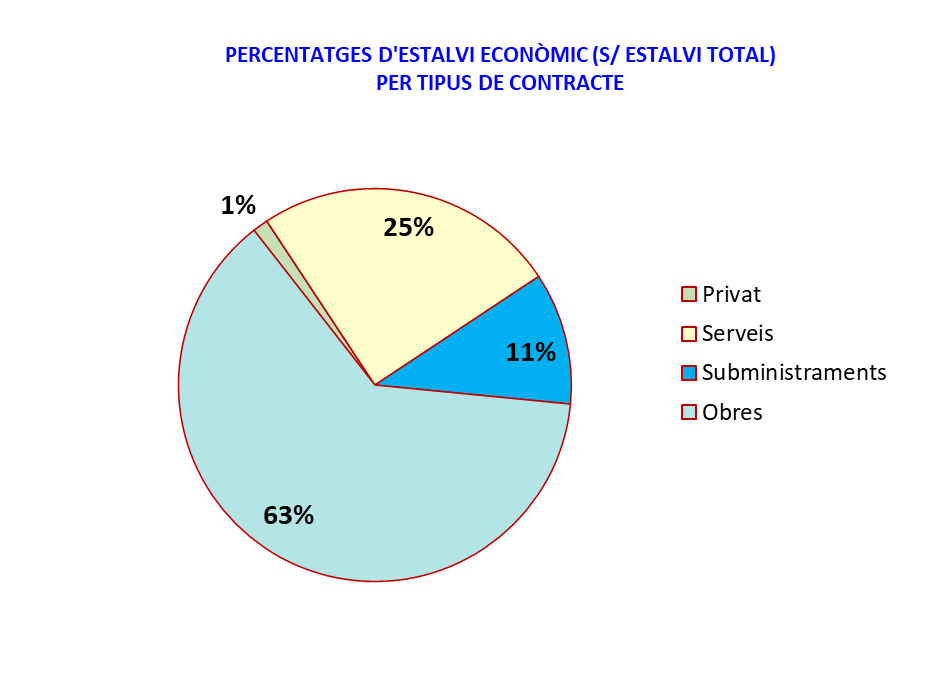 PERCENTATGES D'ESTALVI ECONÒMIC (S/ ESTALVI TOTAL)
PER TIPUS DE CONTRACTE
1%
25%
11%
63%
Privat
Serveis
Subministraments
Obres